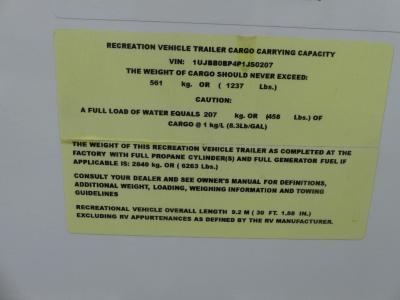 RECREATION VEHICLE TRAILER CARGO CARRYING CAPACITY
VIN: 1UJBB0BP4P1JS0207
THE WEIGHT OF CARGO SHOULD NEVER EXCEED:
561 kg. OR ( 1237 Lbs.)
CAUTION:
A FULL LOAD OF WATER EQUALS 207 kg. OR (458 Lbs.) OF
CARGO @ 1 kg/L (8.3Lb/GAL)
THE WEIGHT OF THIS RECREATION VEHICLE TRAILER AS COMPLETED AT THE
FACTORY WITH FULL PROPANE CYLINDER(S) AND FULL GENERATOR FUEL IF
APPLICABLE IS: 2849 kg. OR ( 6263 Lbs.)
CONSULT YOUR DEALER AND SEE OWNER'S MANUAL FOR DEFINITIONS,
ADDITIONAL WEIGHT, LOADING, WEIGHING INFORMATION AND TOWING
GUIDELINES
RECREATIONAL VEHICLE OVERALL LENGTH 9.2 M ( 30 FT. 1.58 IN.)
EXCLUDING RV APPURTENANCES AS DEFINED BY THE RV MANUFACTURER.